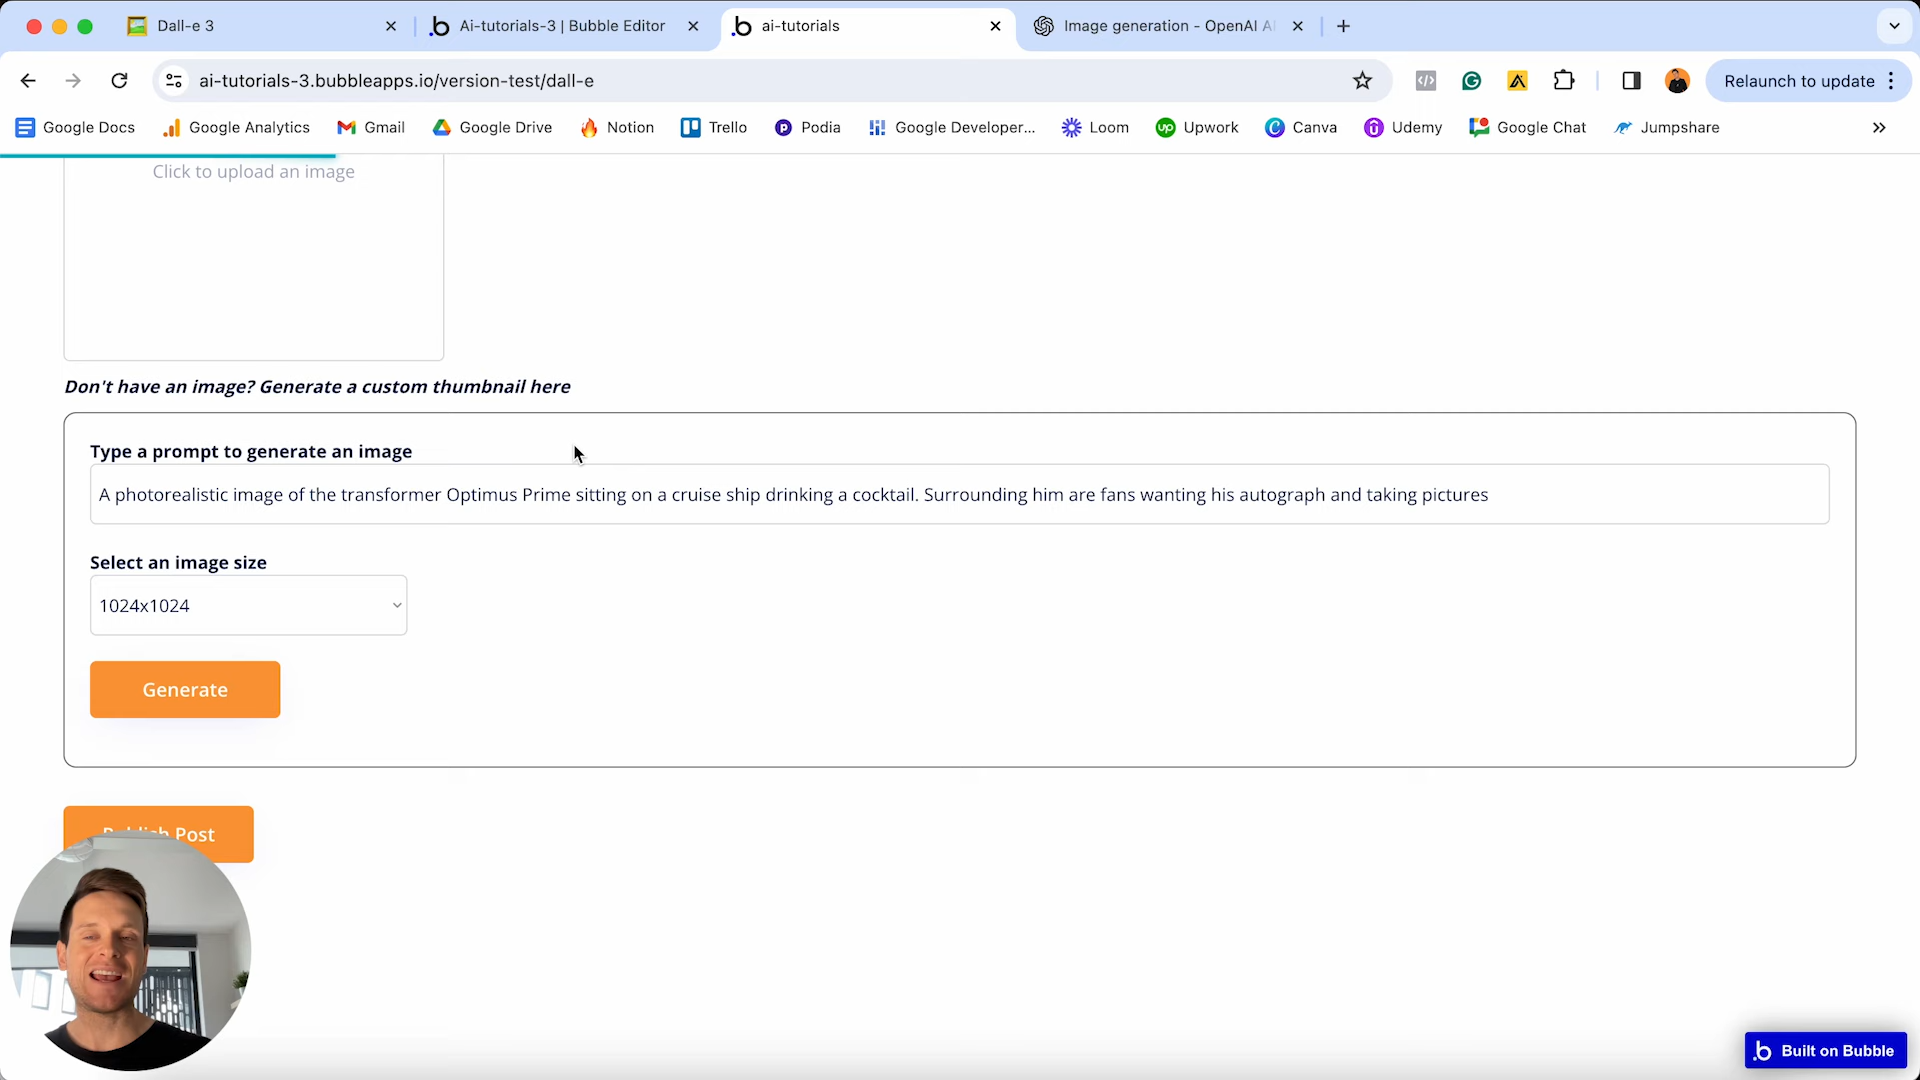 Dall-e 3
Ai-tutorials-3 | Bubble Editor
ai-tutorials
Image generation - OpenAI A
ai-tutorials-3.bubbleapps.io/version-test/dall-e
Relaunch to update
Google Docs
Google Analytics
Gmail
Google Drive
Notion
Trello
Podia
Google Developer...
Loom
Upwork
Canva
Udemy
Google Chat
Jumpshare
Click to upload an image
Don't have an image? Generate a custom thumbnail here
Type a prompt to generate an image
A photorealistic image of the transformer Optimus Prime sitting on a cruise ship drinking a cocktail. Surrounding him are fans wanting his autograph and taking pictures
Select an image size
1024x1024
Generate
Publish Post
Built on Bubble